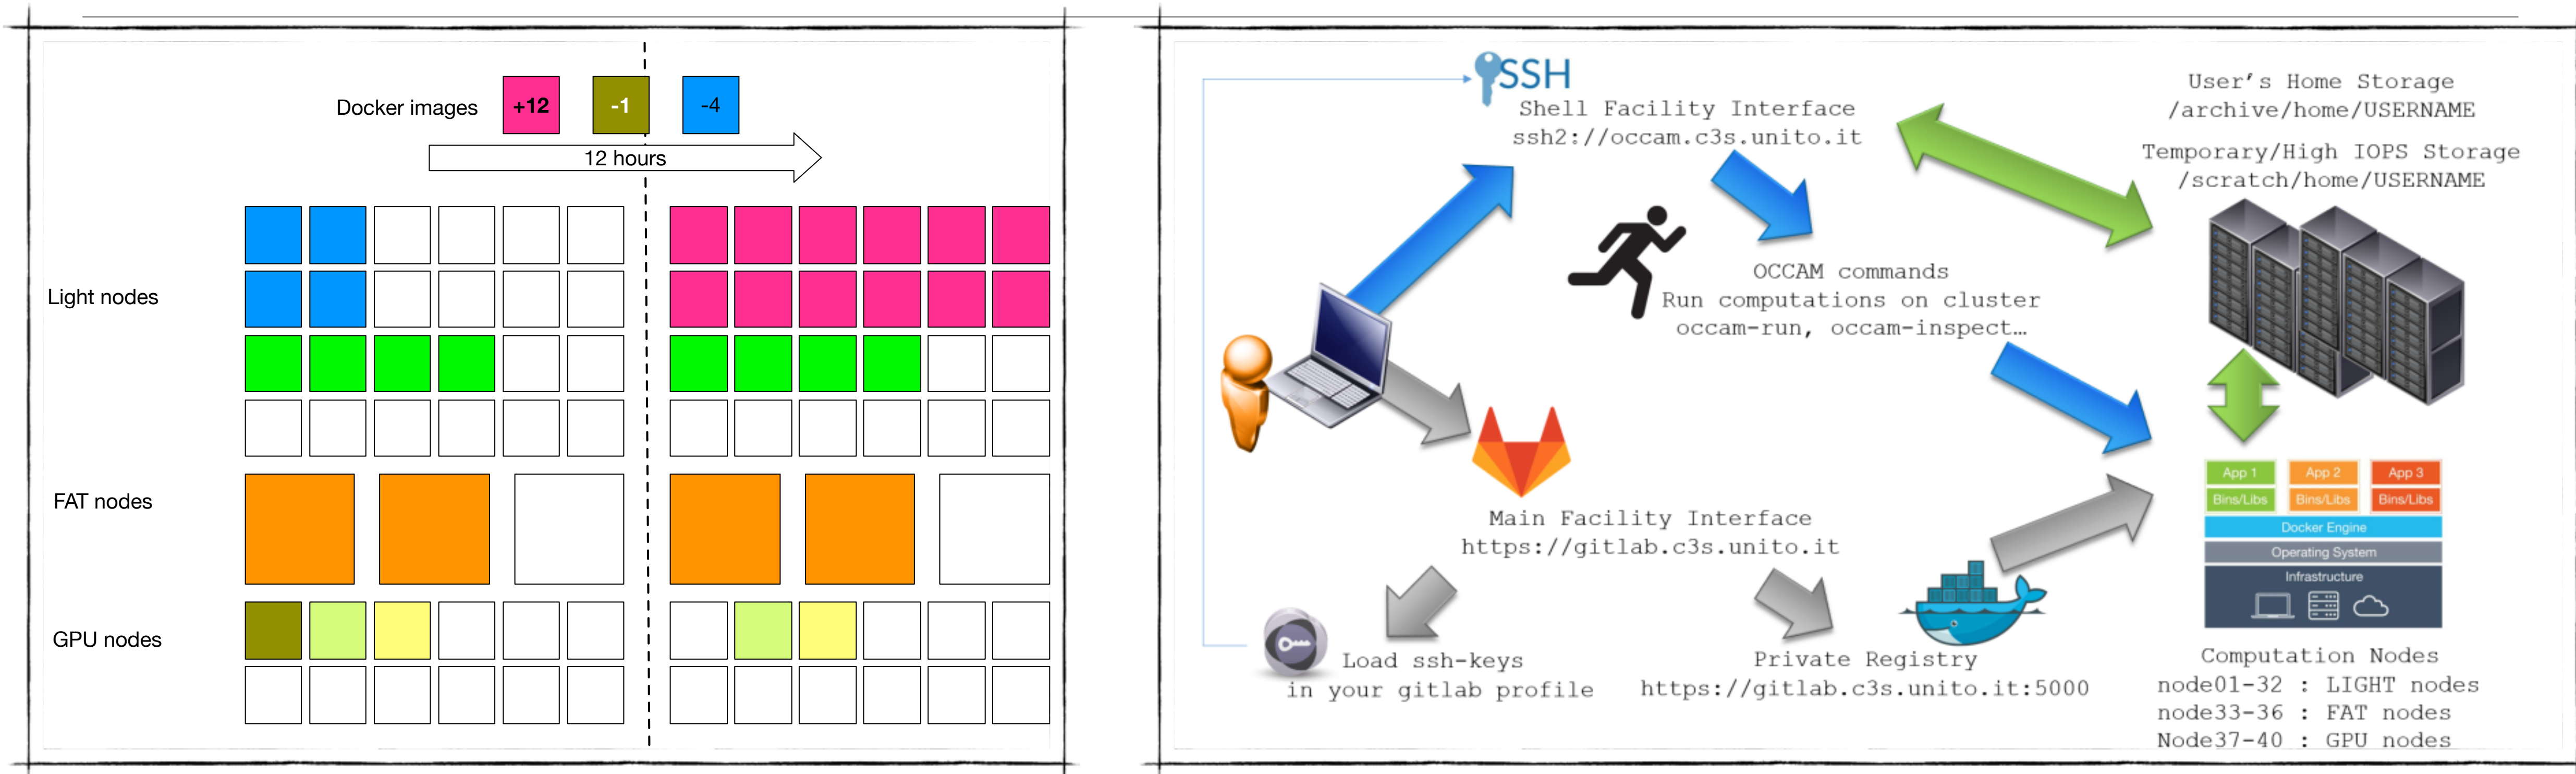 Docker images
+12
-1
-4
12 hours
Light nodes
FAT nodes
GPU nodes
SSH
Shell Facility Interface
ssh2://occam.c3s.unito.it
User's Home Storage
/archive/home/USERNAME
Temporary/High IOPS Storage
/scratch/home/USERNAME
OCCAM commands
Run computations on cluster
occam-run, occam-inspect…
Main Facility Interface
https://gitlab.c3s.unito.it
Load ssh-keys
in your gitlab profile
Private Registry
https://gitlab.c3s.unito.it:5000
App 1
App 2
App 3
Bins/Libs
Bins/Libs
Bins/Libs
Docker Engine
Operating System
Infrastructure
Computation Nodes
node01-32 : LIGHT nodes
node33-36 : FAT nodes
Node37-40 : GPU nodes